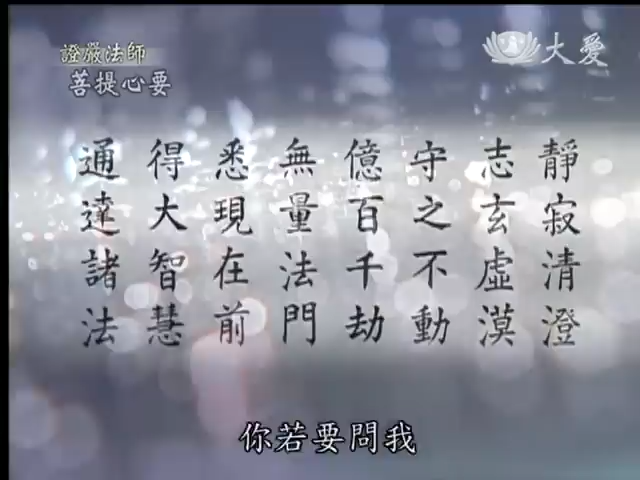 證嚴法師
菩提心要
大愛
靜寂清澄
志玄虛漠
守之不動
億百千劫
無量法門
悉現在前
得大智慧
通達諸法
你若要問我